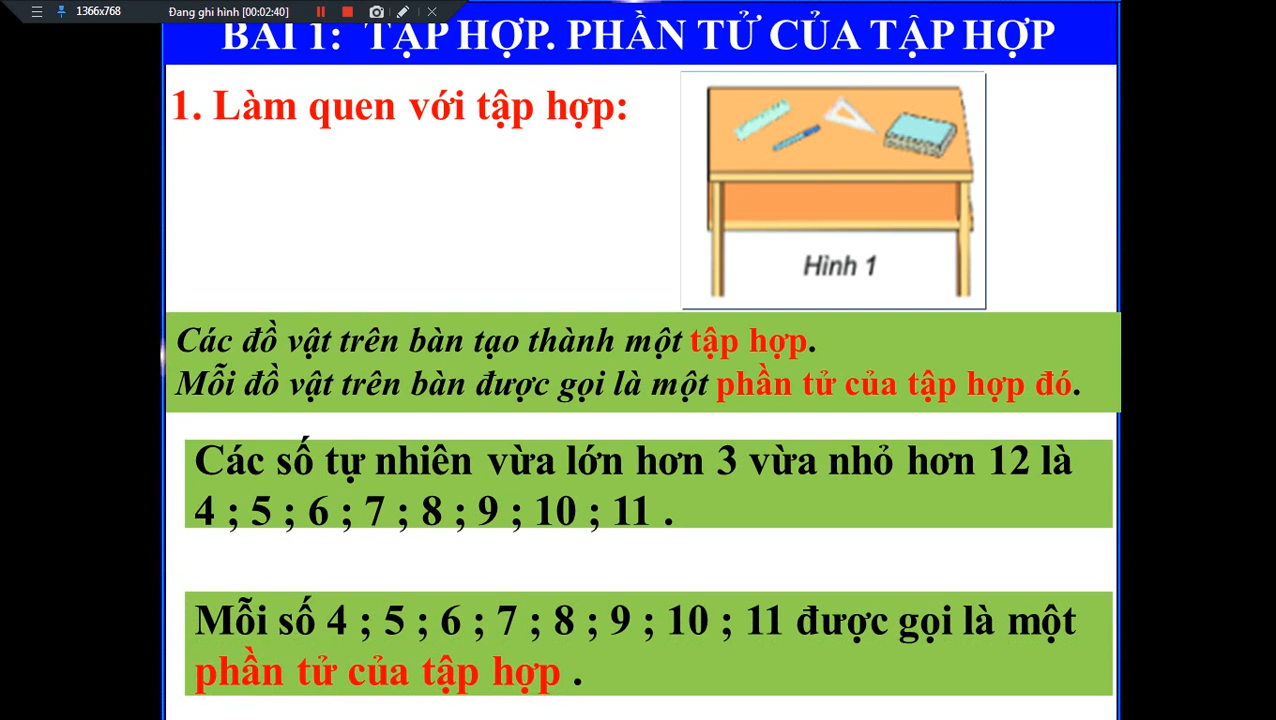 1366x768
Đang ghi hình [00:02:40]
BÀI 1: TẬP HỢP. PHẦN TỬ CỦA TẬP HỢP
1. Làm quen với tập hợp:
Hình 1
Các đồ vật trên bàn tạo thành một tập hợp.
Mỗi đồ vật trên bàn được gọi là một phần tử của tập hợp đó.
Các số tự nhiên vừa lớn hơn 3 vừa nhỏ hơn 12 là
4 ; 5 ; 6 ; 7 ; 8 ; 9 ; 10 ; 11 .
Mỗi số 4 ; 5 ; 6 ; 7 ; 8 ; 9 ; 10 ; 11 được gọi là một
phần tử của tập hợp .